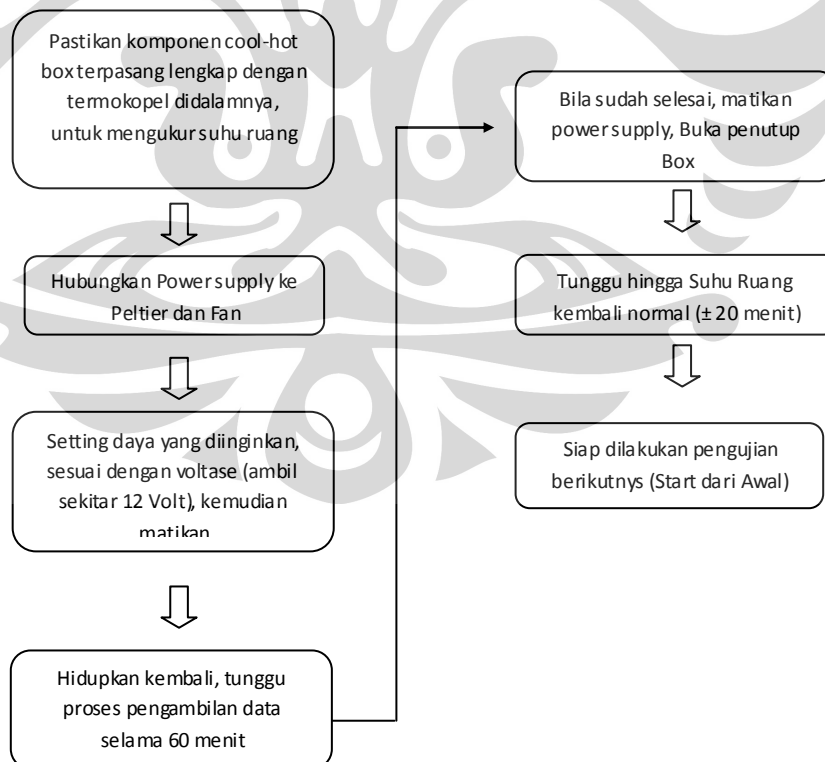 Pastikan komponen cool-hot
box terpasang lengkap dengan
termokopel didalamnya,
untuk mengukur suhu ruang
Hubungkan Power supply ke
Peltier dan Fan
Setting daya yang diinginkan,
sesuai dengan voltase (ambil
sekitar 12 Volt), kemudian
matikan
Hidupkan kembali, tunggu
proses pengambilan data
selama 60 menit
Bila sudah selesai, matikan
power supply, Buka penutup
Box
Tunggu hingga Suhu Ruang
kembali normal (± 20 menit)
Siap dilakukan pengujian
berikutnys (Start dari Awal)